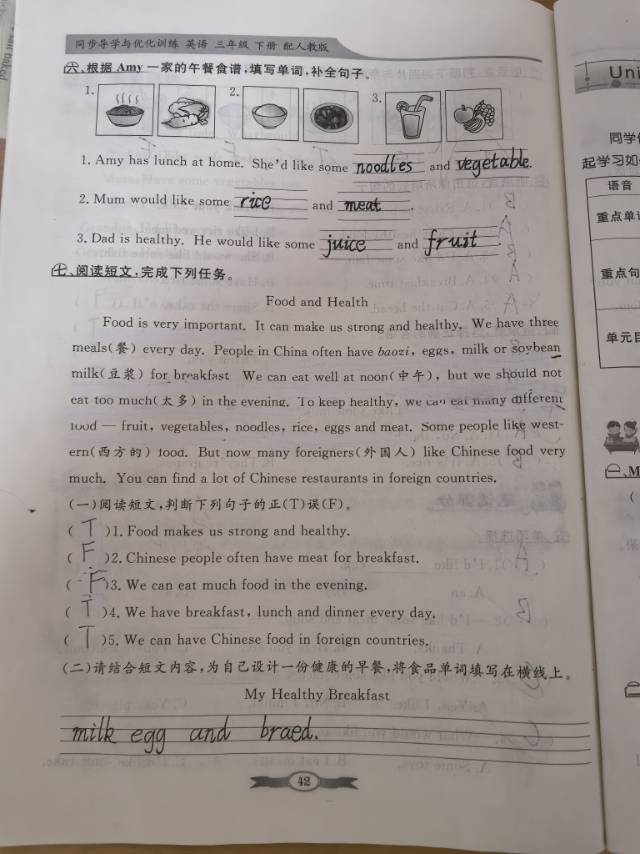 同步导学与优化训练 英语 三年级 下册 配人教版
六、根据 Amy 一家的午餐食谱,填写单词,补全句子。
1. 2. 3.
1. Amy has lunch at home. She'd like some noodles and vegetable.
2. Mum would like some rice and meat.
3. Dad is healthy. He would like some juice and fruit.
七、阅读短文,完成下列任务。
Food and Health
Food is very important. It can make us strong and healthy. We have three
meals(餐) every day. People in China often have baozi, eggs, milk or soybean
milk(豆浆) for breakfast We can eat well at noon(中午), but we should not
eat too much(太多) in the evening. To keep healthy, we can eat many different
food — fruit, vegetables, noodles, rice, eggs and meat. Some people like west-
ern(西方的) food. But now many foreigners(外国人) like Chinese food very
much. You can find a lot of Chinese restaurants in foreign countries.
(一)阅读短文,判断下列句子的正(T)误(F)。
( T )1. Food makes us strong and healthy.
( F )2. Chinese people often have meat for breakfast.
( F )3. We can eat much food in the evening.
( T )4. We have breakfast, lunch and dinner every day.
( T )5. We can have Chinese food in foreign countries.
(二)请结合短文内容,为自己设计一份健康的早餐,将食品单词填写在横线上。
My Healthy Breakfast
milk egg and braed.
42
Uni
同学
起学习如
语音
重点单
重点句
单元目
一、M